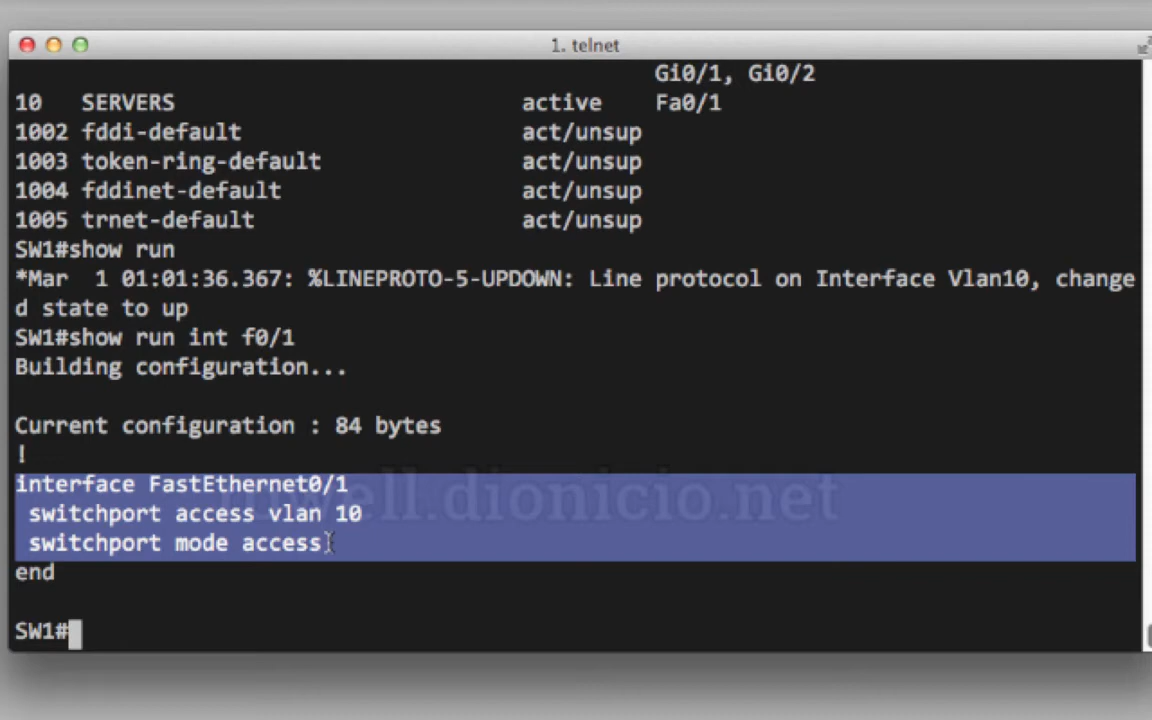 1. telnet
Gi0/1, Gi0/2
10 SERVERS active Fa0/1
1002 fddi-default act/unsup
1003 token-ring-default act/unsup
1004 fddinet-default act/unsup
1005 trnet-default act/unsup
SW1#show run
*Mar 1 01:01:36.367: %LINEPROTO-5-UPDOWN: Line protocol on Interface Vlan10, change
d state to up
SW1#show run int f0/1
Building configuration...
Current configuration : 84 bytes
!
interface FastEthernet0/1
switchport access vlan 10
switchport mode access
end
SW1#